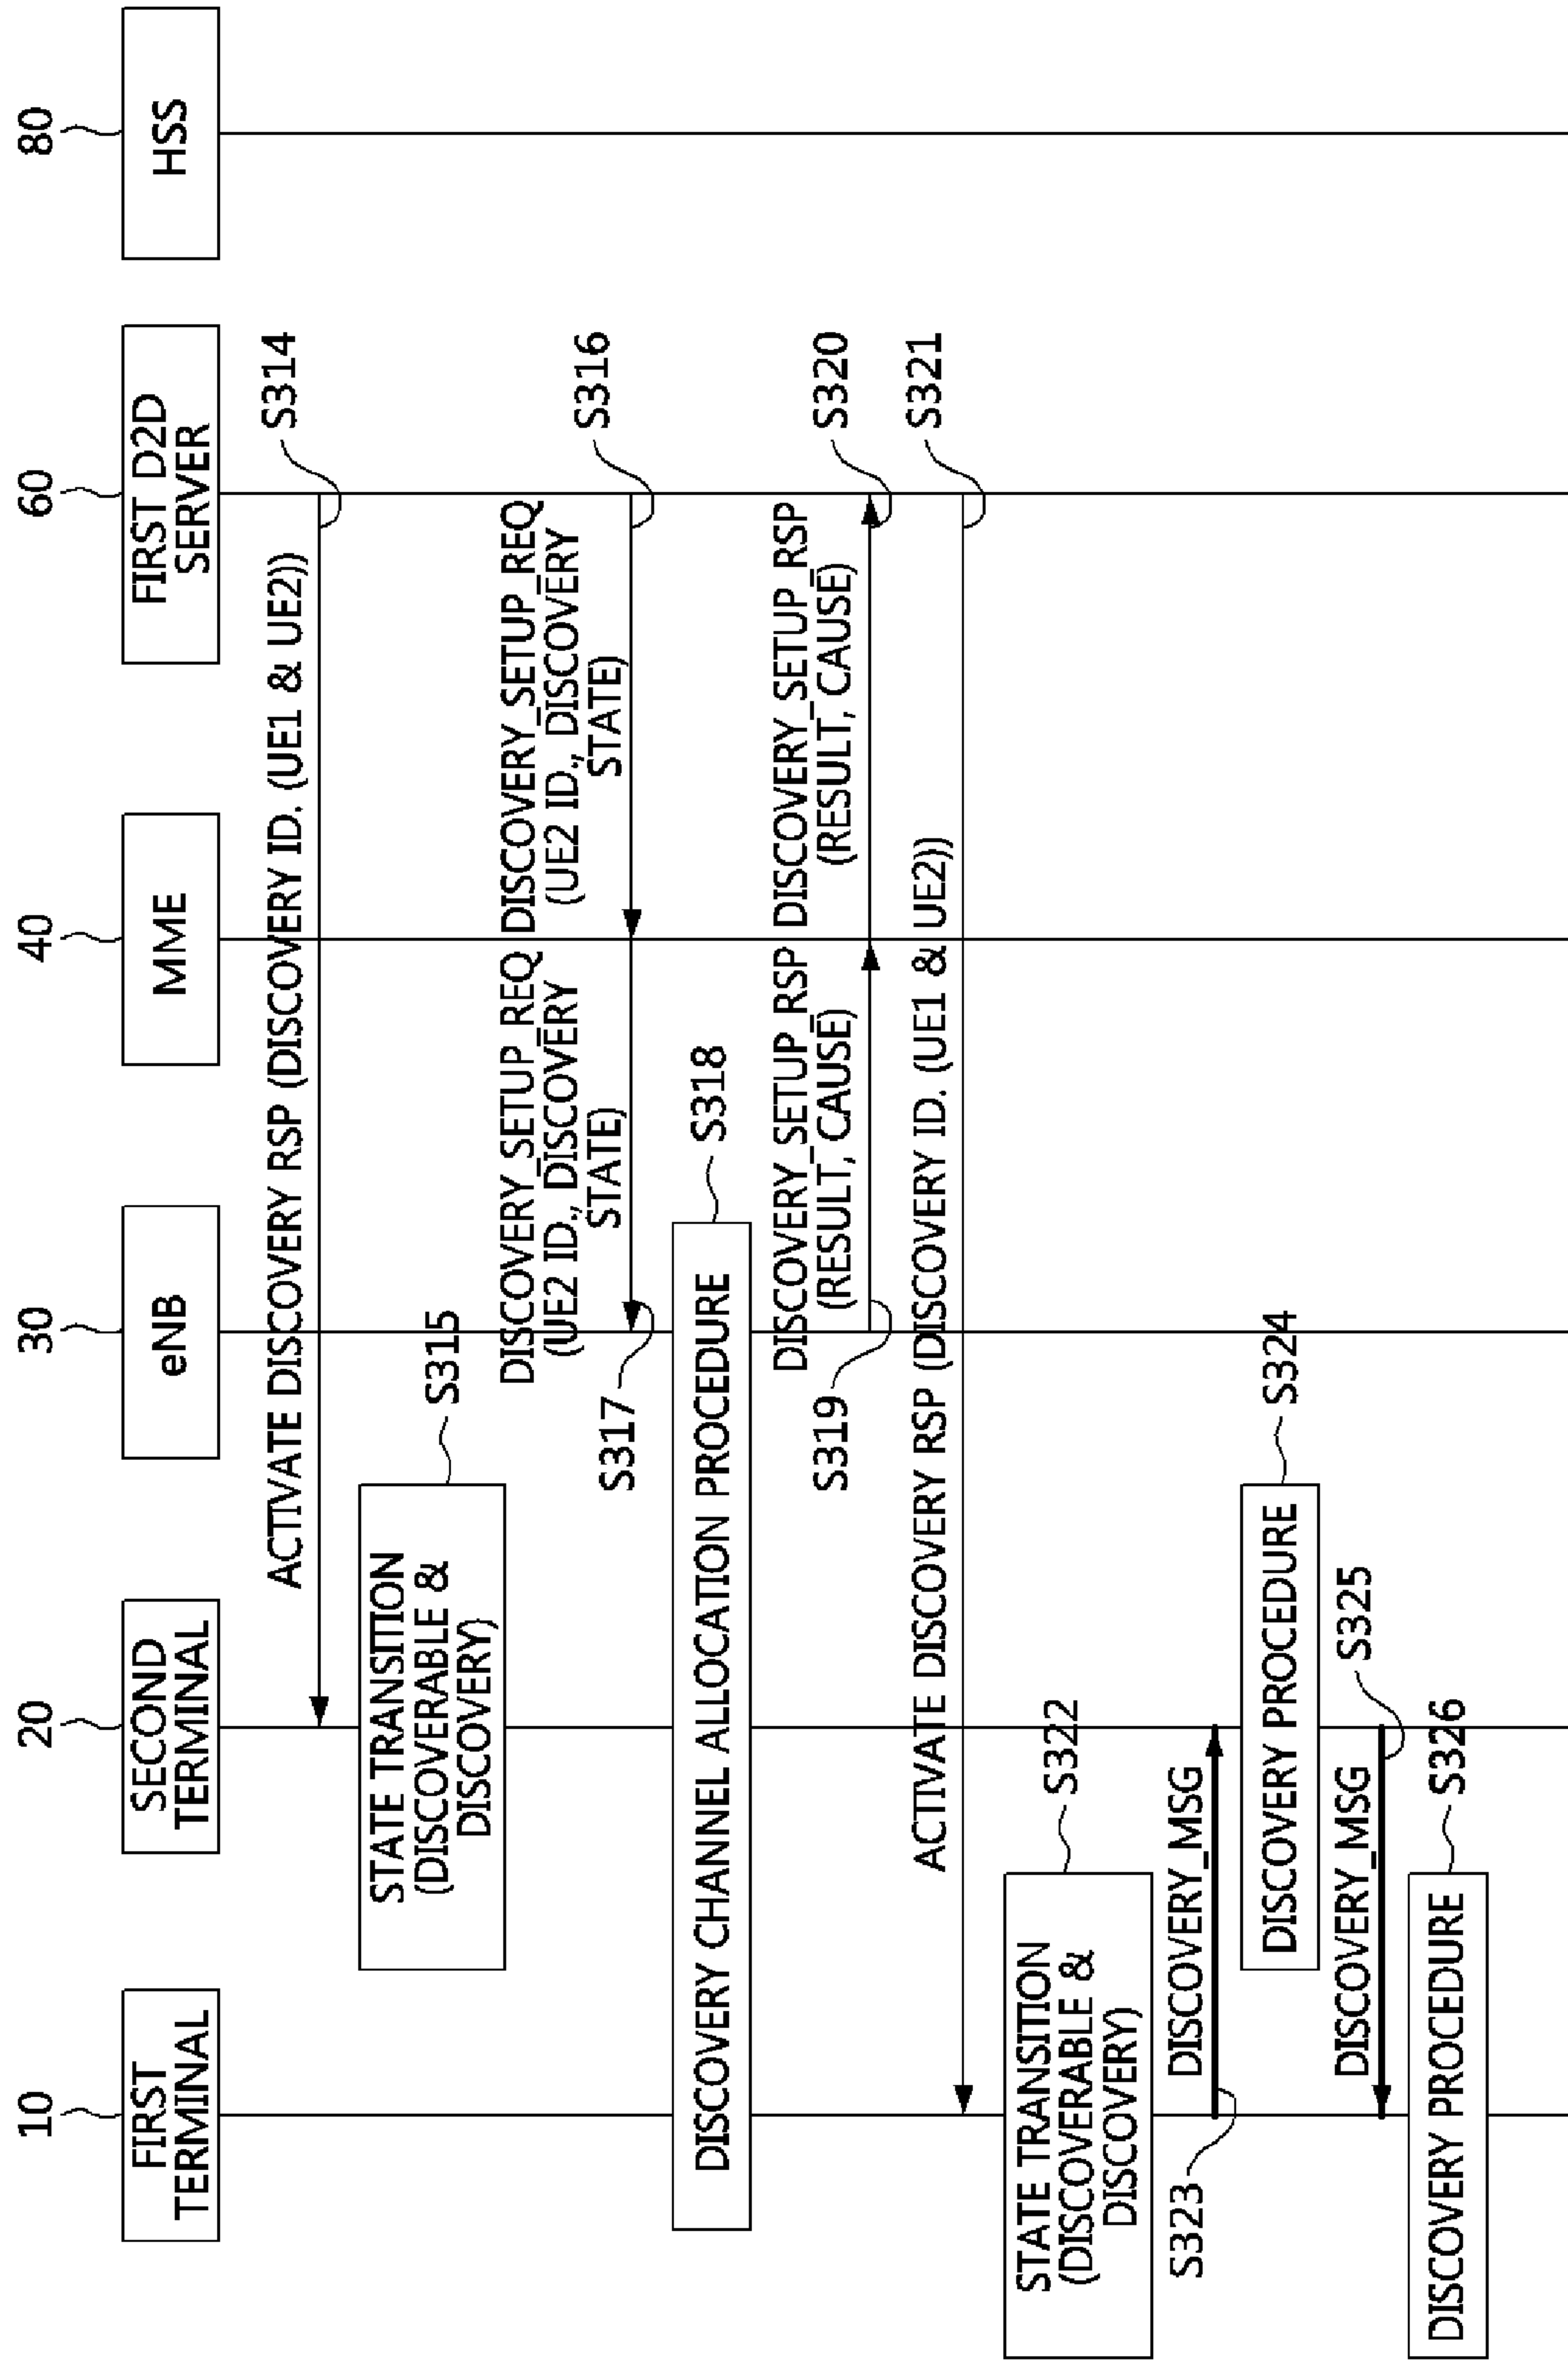 10
20
30
40
60
80
FIRST
TERMINAL
SECOND
TERMINAL
eNB
MME
FIRST D2D
SERVER
HSS
ACTIVATE DISCOVERY RSP (DISCOVERY ID. (UE1 & UE2))
S314
STATE TRANSITION
(DISCOVERABLE &
DISCOVERY)
S315
DISCOVERY_SETUP_REQ
(UE2 ID., DISCOVERY
STATE)
S316
DISCOVERY_SETUP_REQ
(UE2 ID., DISCOVERY
STATE)
S317
DISCOVERY CHANNEL ALLOCATION PROCEDURE
S318
DISCOVERY_SETUP_RSP
(RESULT, CAUSE)
S319
DISCOVERY_SETUP_RSP
(RESULT, CAUSE)
S320
ACTIVATE DISCOVERY RSP (DISCOVERY ID. (UE1 & UE2))
S321
STATE TRANSITION
(DISCOVERABLE &
DISCOVERY)
S322
DISCOVERY_MSG
S323
DISCOVERY PROCEDURE
S324
DISCOVERY_MSG
S325
DISCOVERY PROCEDURE
S326